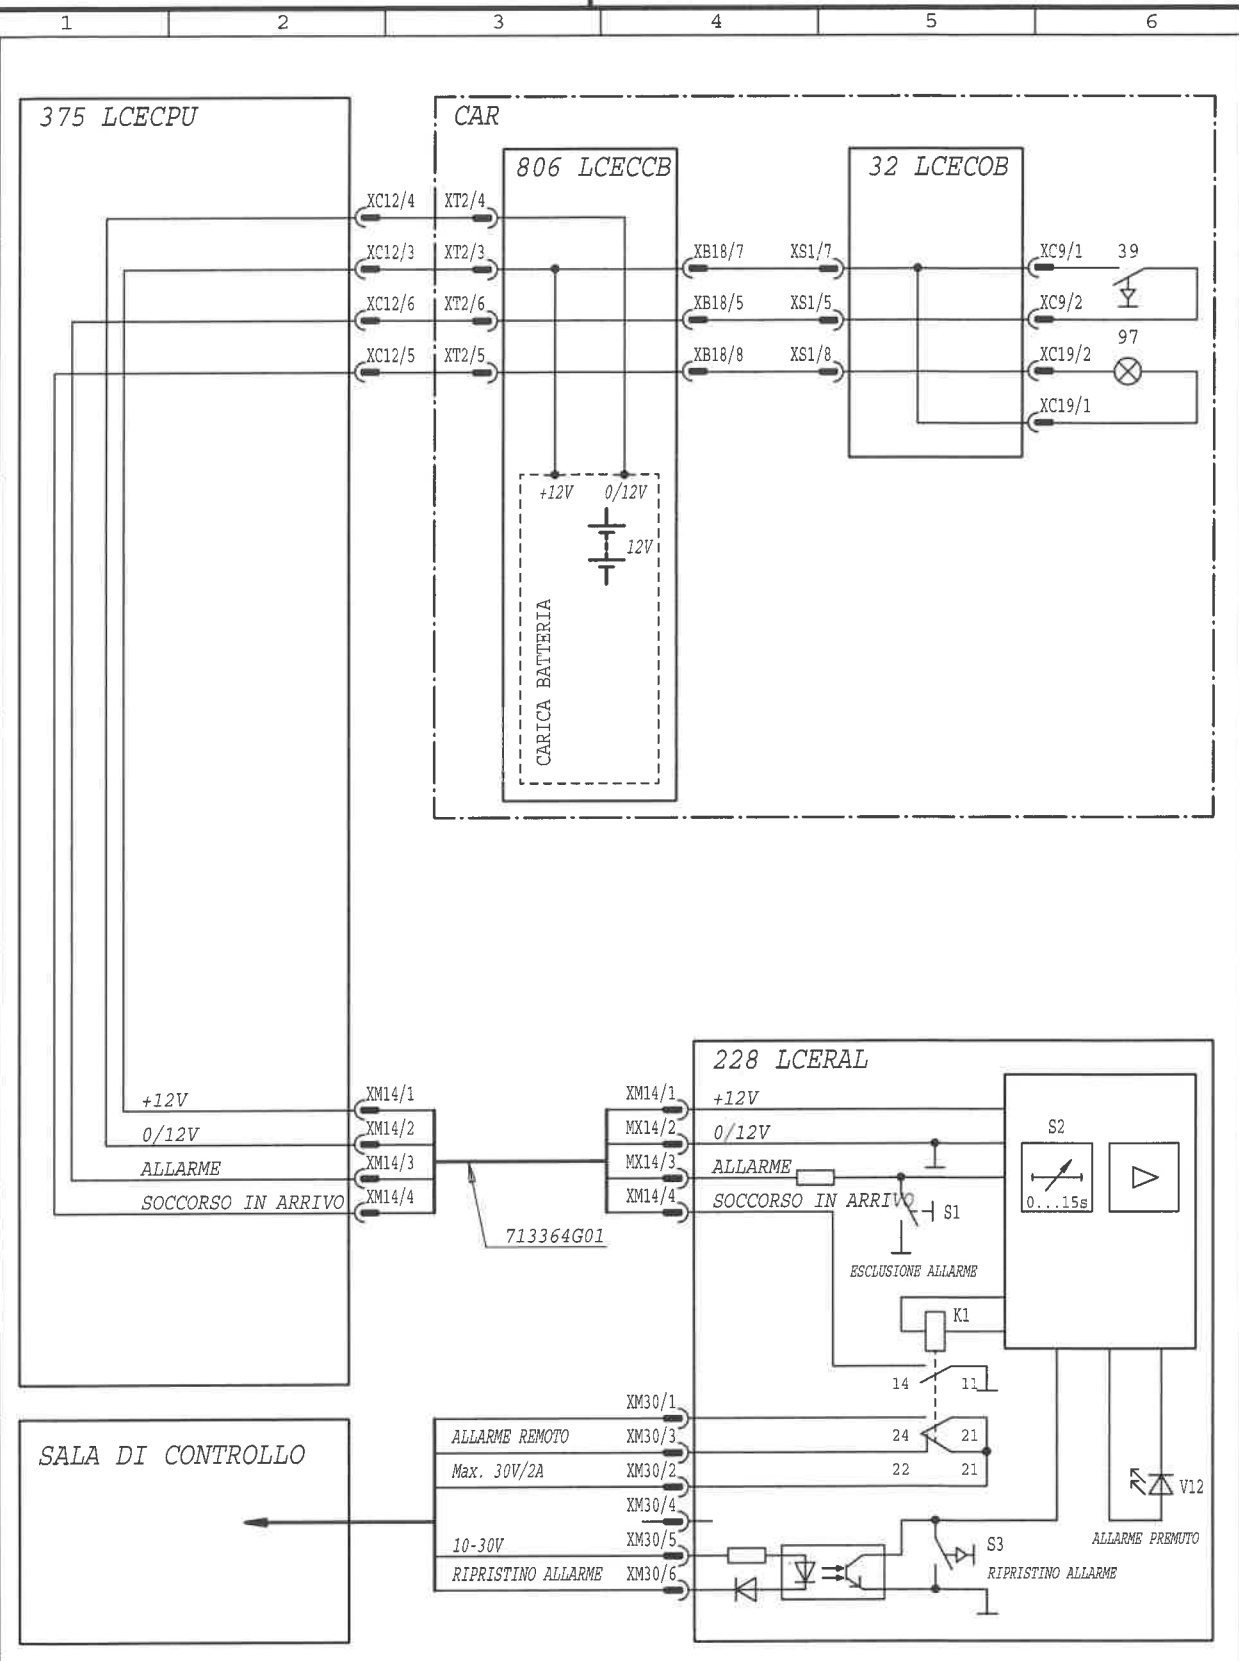 1 2 3 4 5 6
375 LCECPU
CAR
806 LCECCB
32 LCECOB
XC12/4 XT2/4
XC12/3 XT2/3 XB18/7 XS1/7 XC9/1 39
XC12/6 XT2/6 XB18/5 XS1/5 XC9/2
97
XC12/5 XT2/5 XB18/8 XS1/8 XC19/2
XC19/1
+12V 0/12V
12V
CARICA BATTERIA
228 LCERAL
+12V XM14/1 XM14/1 +12V
0/12V XM14/2 MX14/2 0/12V
S2
ALLARME XM14/3 MX14/3 ALLARME
SOCCORSO IN ARRIVO XM14/4 XM14/4 SOCCORSO IN ARRIVO
0...15s
S1
713364G01
ESCLUSIONE ALLARME
K1
14 11
XM30/1
SALA DI CONTROLLO
ALLARME REMOTO XM30/3 24 21
Max. 30V/2A XM30/2 22 21
V12
XM30/4
10-30V XM30/5
S3
ALLARME PREMUTO
RIPRISTINO ALLARME XM30/6
RIPRISTINO ALLARME